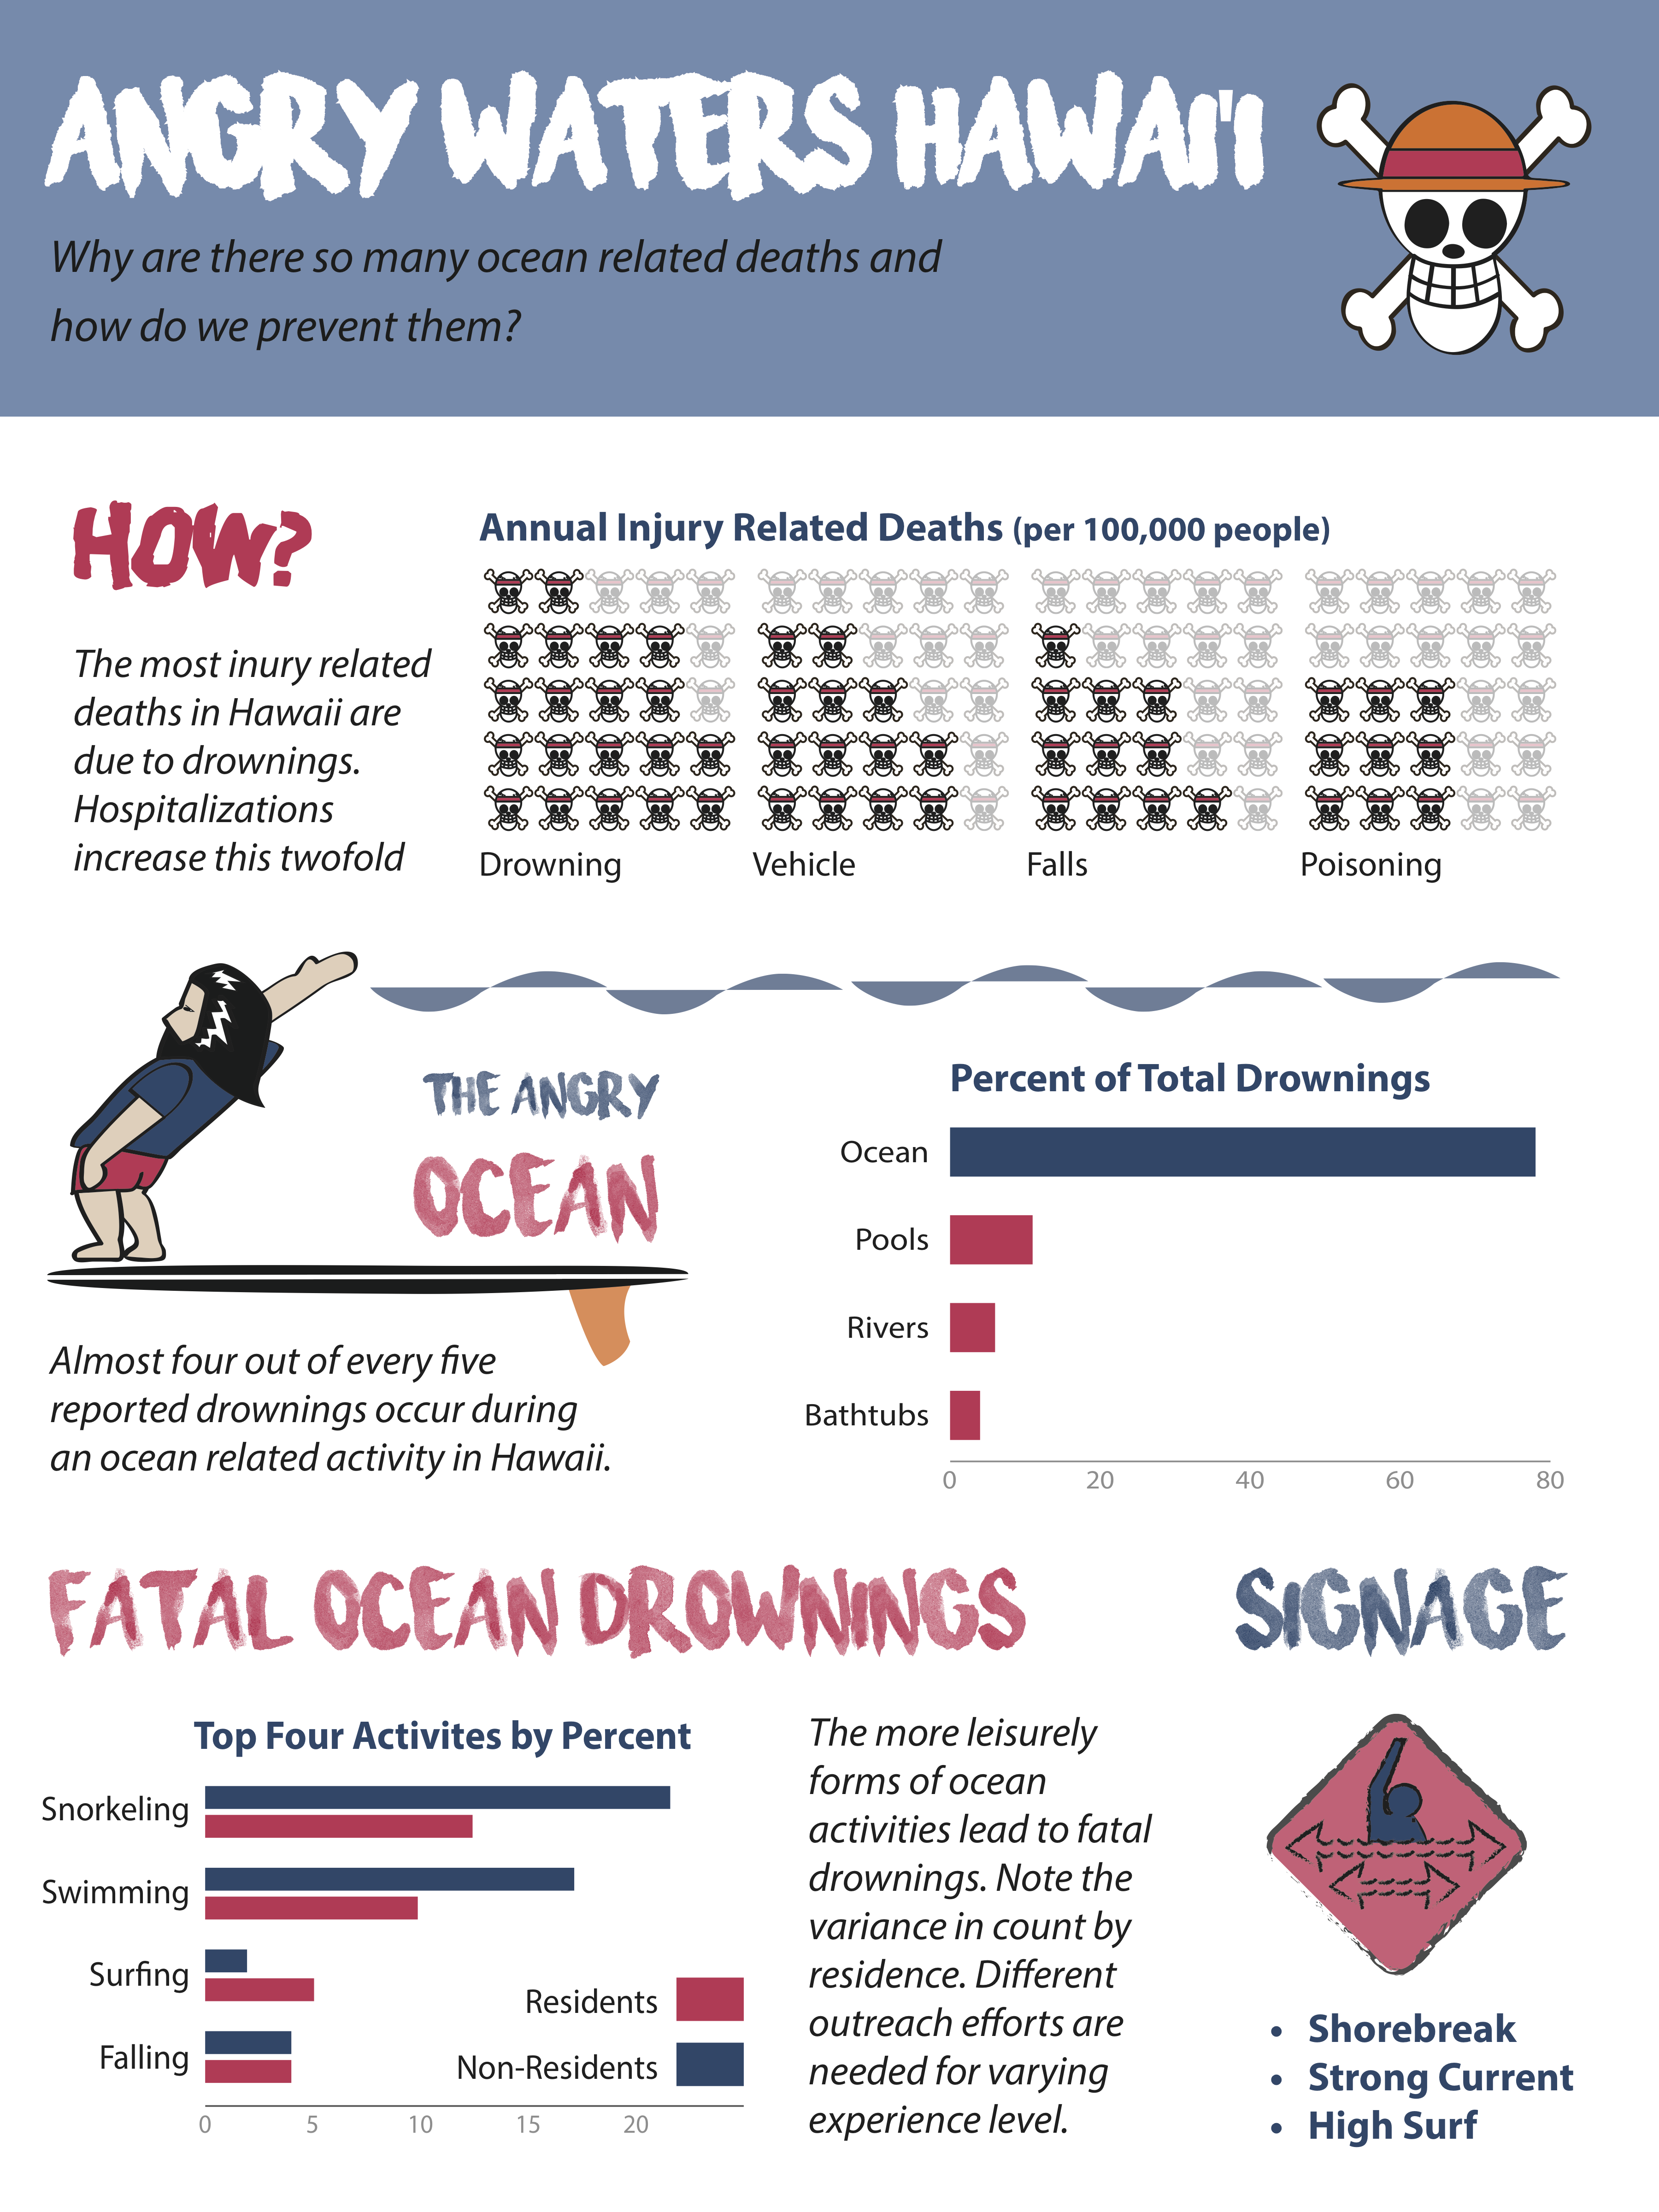 ANGRY WATERS HAWAI'I
Why are there so many ocean related deaths and
how do we prevent them?
HOW?
The most inury related
deaths in Hawaii are
due to drownings.
Hospitalizations
increase this twofold
Annual Injury Related Deaths (per 100,000 people)
Drowning
Vehicle
Falls
Poisoning
THE ANGRY
OCEAN
Almost four out of every five
reported drownings occur during
an ocean related activity in Hawaii.
Percent of Total Drownings
Ocean
Pools
Rivers
Bathtubs
0 20 40 60 80
FATAL OCEAN DROWNINGS
Top Four Activites by Percent
Snorkeling
Swimming
Surfing
Falling
Residents
Non-Residents
0 5 10 15 20
The more leisurely
forms of ocean
activities lead to fatal
drownings. Note the
variance in count by
residence. Different
outreach efforts are
needed for varying
experience level.
SIGNAGE
• Shorebreak
• Strong Current
• High Surf